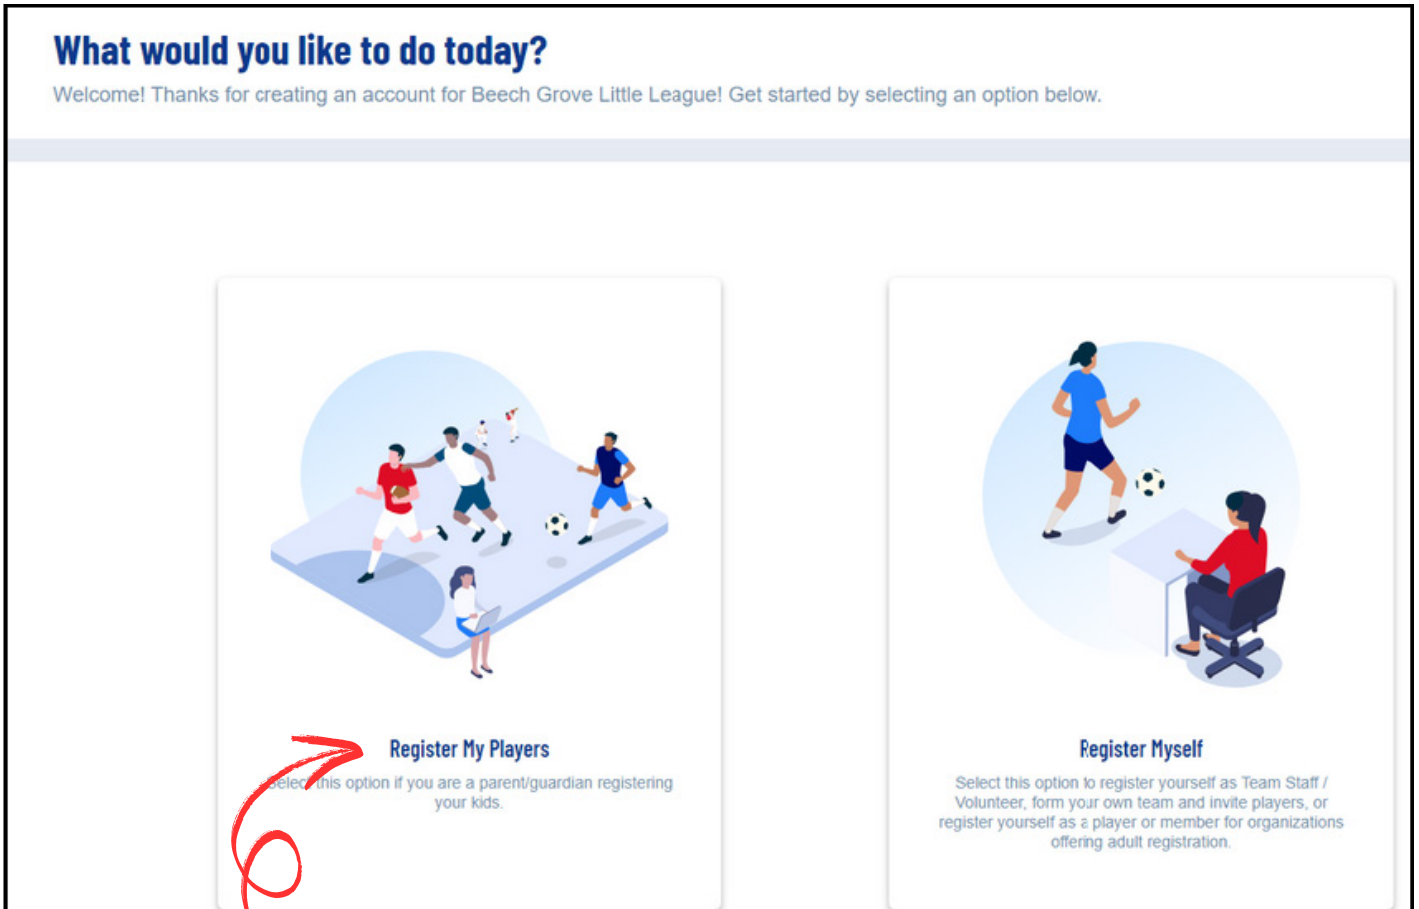 What would you like to do today?
Welcome! Thanks for creating an account for Beech Grove Little League! Get started by selecting an option below.
Register My Players
Select this option if you are a parent/guardian registering
your kids.
Register Myself
Select this option to register yourself as Team Staff /
Volunteer, form your own team and invite players, or
register yourself as a player or member for organizations
offering adult registration.